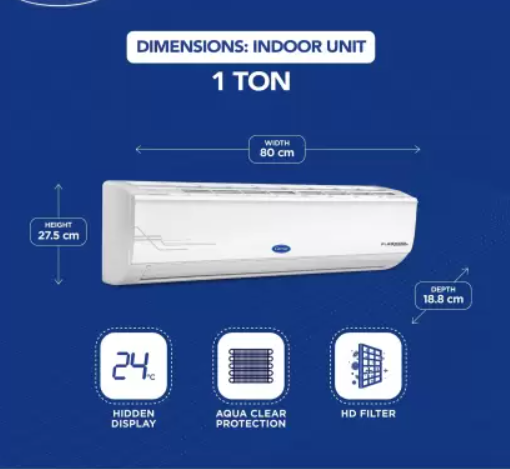 DIMENSIONS: INDOOR UNIT
1 TON
WIDTH
80 cm
HEIGHT
27.5 cm
Carrier
DEPTH
18.8 cm
24°C
HIDDEN
DISPLAY
AQUA CLEAR
PROTECTION
HD FILTER